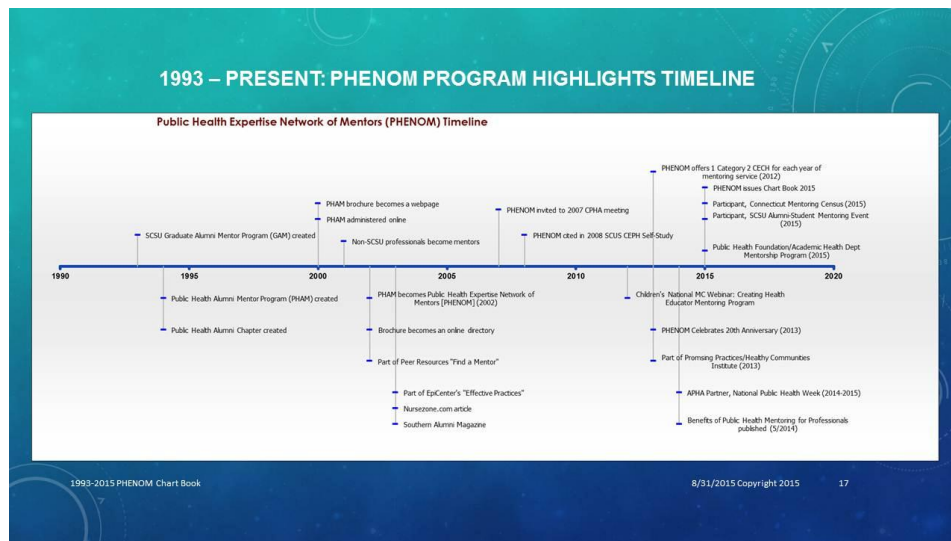 1993 – PRESENT: PHENOM PROGRAM HIGHLIGHTS TIMELINE
Public Health Expertise Network of Mentors (PHENOM) Timeline
PHENOM offers 1 Category 2 CECH for each year of
mentoring service (2012)
PHENOM issues Chart Book 2015
PHAM brochure becomes a webpage
Participant, Connecticut Mentoring Census (2015)
PHENOM invited to 2007 CPHA meeting
PHAM administered online
Participant, SCSU Alumni-Student Mentoring Event
(2015)
SCSU Graduate Alumni Mentor Program (GAM) created
Non-SCSU professionals become mentors
PHENOM cited in 2008 SCUS CEPH Self-Study
Public Health Foundation/Academic Health Dept
Mentorship Program (2015)
1990 1995 2000 2005 2010 2015 2020
Public Health Alumni Mentor Program (PHAM) created
PHAM becomes Public Health Expertise Network of
Mentors [PHENOM] (2002)
Children's National MC Webinar: Creating Health
Educator Mentoring Program
Public Health Alumni Chapter created
Brochure becomes an online directory
PHENOM Celebrates 20th Anniversary (2013)
Part of Peer Resources "Find a Mentor"
Part of Promsing Practices/Healthy Communities
Institute (2013)
Part of EpiCenter's "Effective Practices"
APHA Partner, National Public Health Week (2014-2015)
Nursezone.com article
Southern Alumni Magazine
Benefits of Public Health Mentoring for Professionals
published (5/2014)
1993-2015 PHENOM Chart Book
8/31/2015 Copyright 2015
17